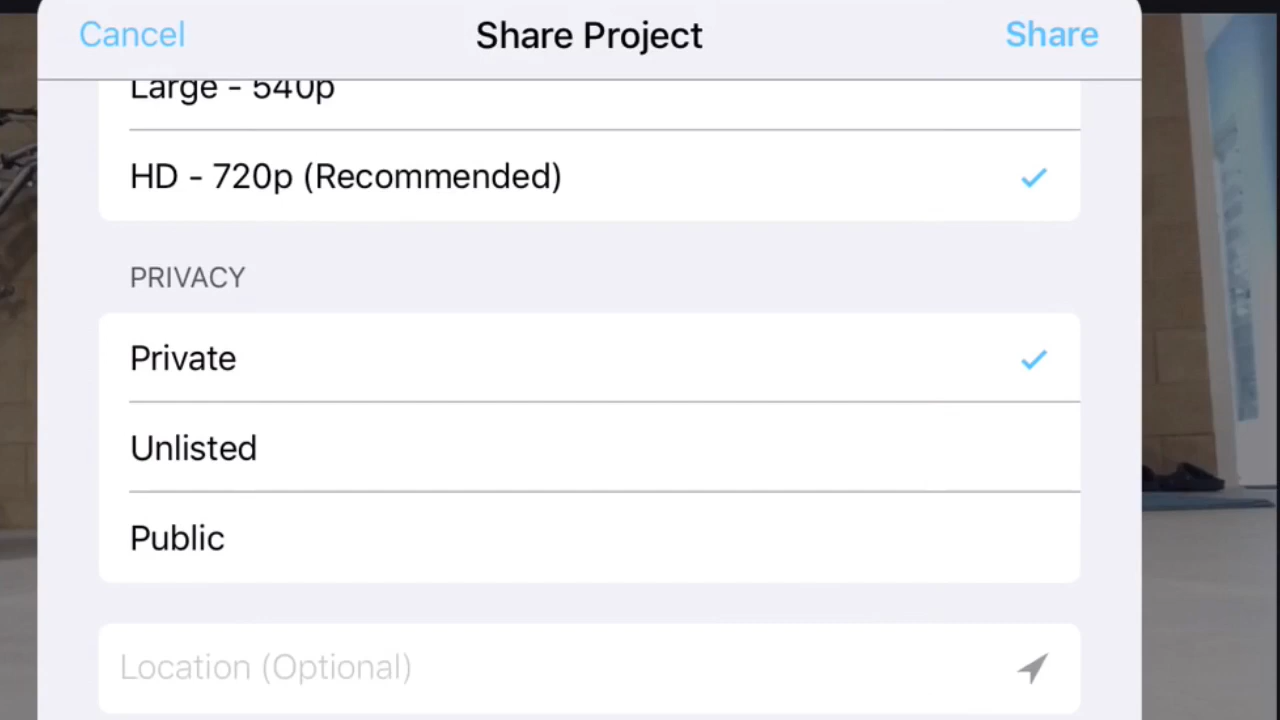 Cancel Share Project Share
Large - 540p
HD - 720p (Recommended)
PRIVACY
Private
Unlisted
Public
Location (Optional)